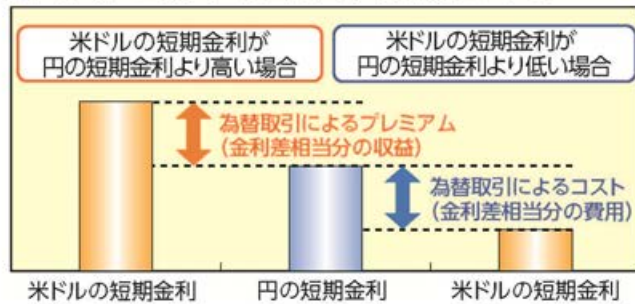 米ドルの短期金利が
円の短期金利より高い場合
米ドルの短期金利が
円の短期金利より低い場合
為替取引によるプレミアム
(金利差相当分の収益)
為替取引によるコスト
(金利差相当分の費用)
米ドルの短期金利
円の短期金利
米ドルの短期金利